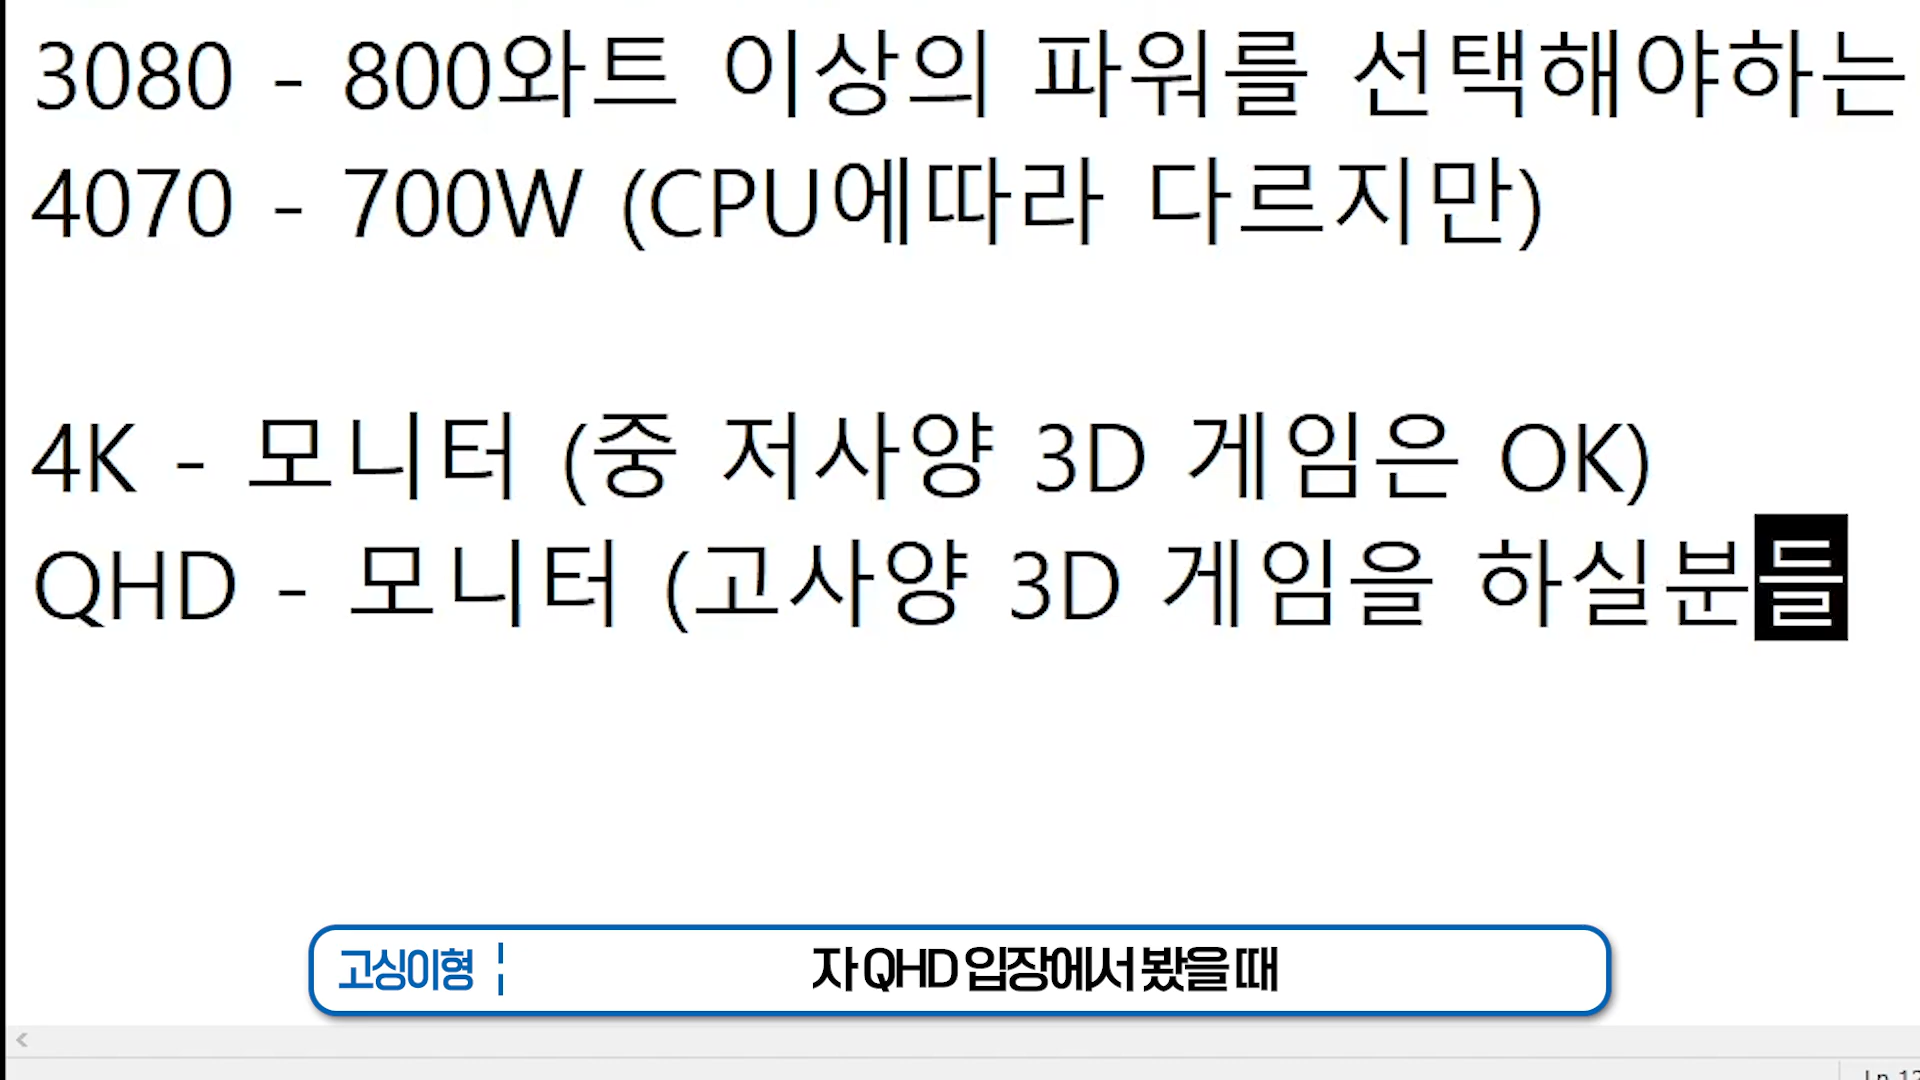 3080 - 800와트 이상의 파워를 선택해야하는
4070 - 700W (CPU에따라 다르지만)
4K - 모니터 (중 저사양 3D 게임은 OK)
QHD - 모니터 (고사양 3D 게임을 하실분들
고싱이형
자 QHD 입장에서 봤을 때